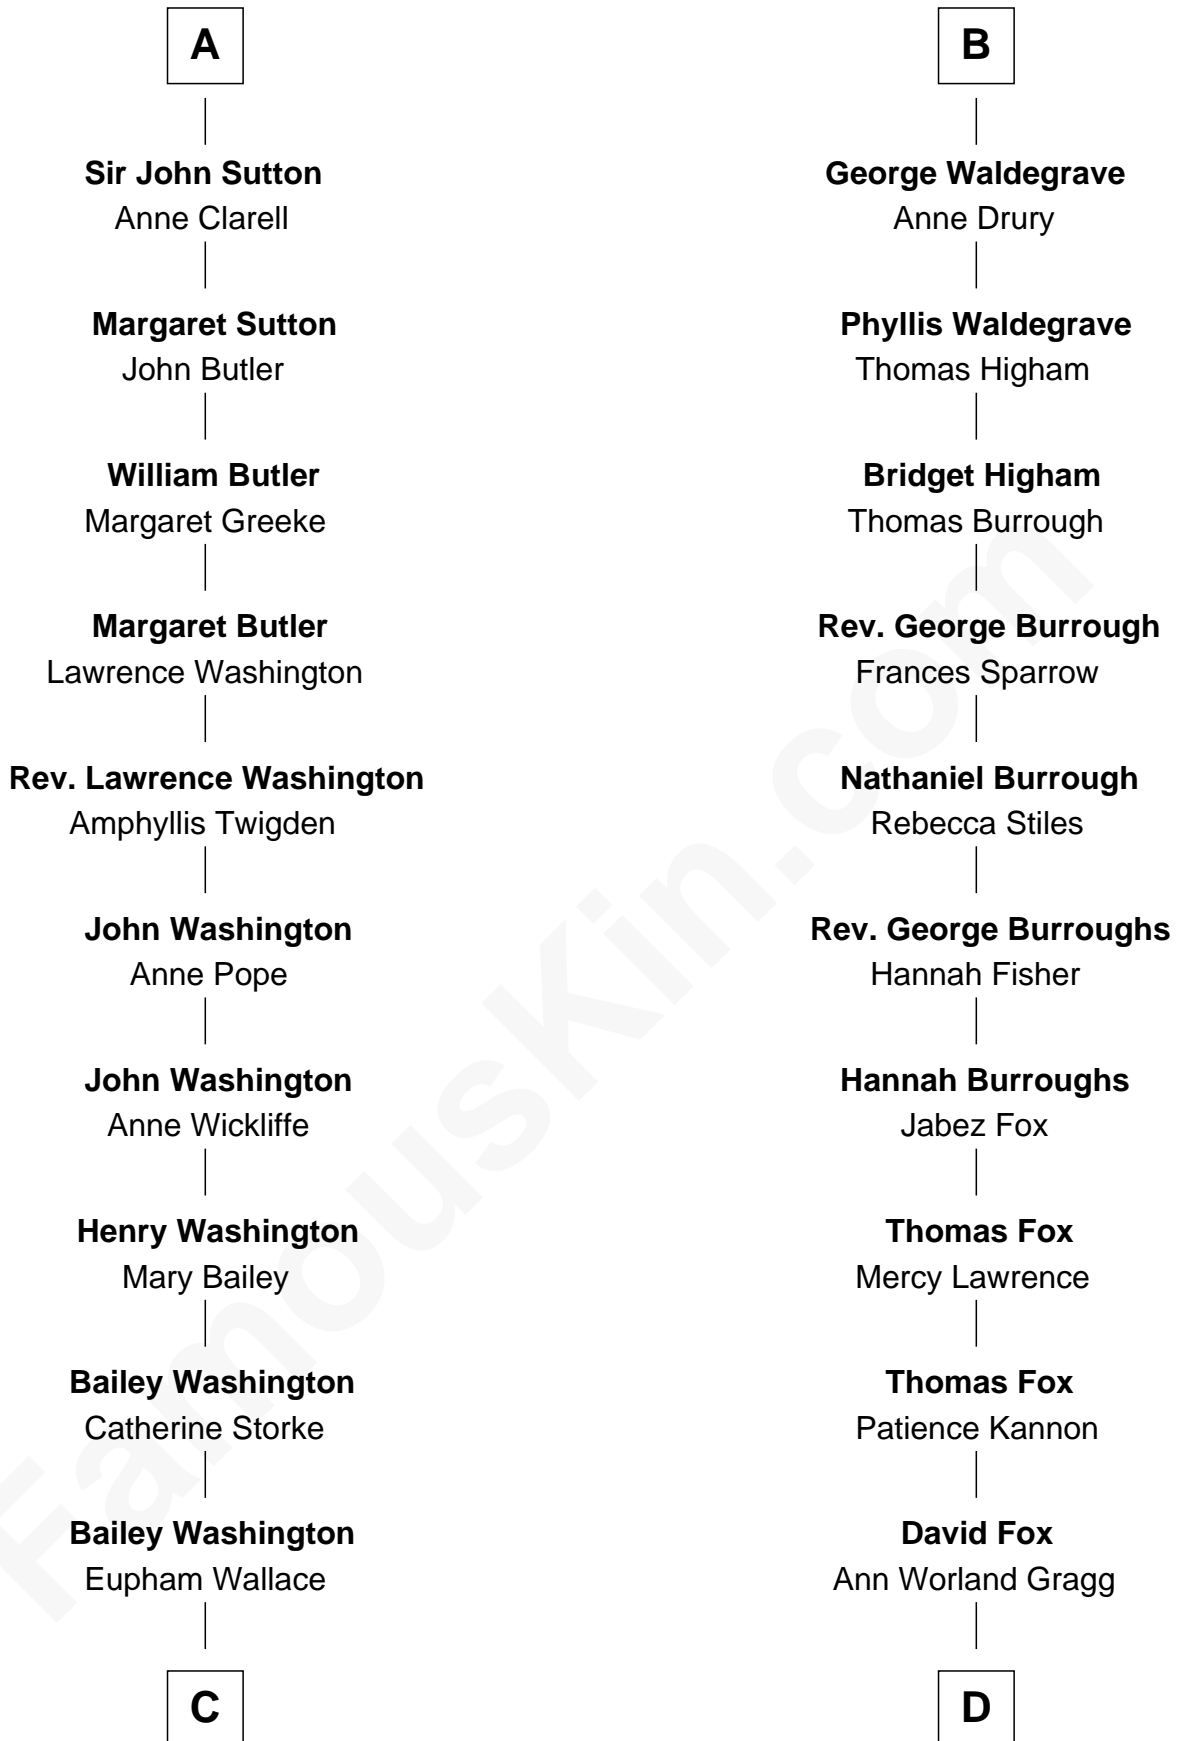 A
Sir John Sutton
Anne Clarell
Margaret Sutton
John Butler
William Butler
Margaret Greeke
Margaret Butler
Lawrence Washington
Rev. Lawrence Washington
Amphyllis Twigden
John Washington
Anne Pope
John Washington
Anne Wickliffe
Henry Washington
Mary Bailey
Bailey Washington
Catherine Storke
Bailey Washington
Eupham Wallace
C
B
George Waldegrave
Anne Drury
Phyllis Waldegrave
Thomas Higham
Bridget Higham
Thomas Burrough
Rev. George Burrough
Frances Sparrow
Nathaniel Burrough
Rebecca Stiles
Rev. George Burroughs
Hannah Fisher
Hannah Burroughs
Jabez Fox
Thomas Fox
Mercy Lawrence
Thomas Fox
Patience Kannon
David Fox
Ann Worland Gragg
D
FamousKin.com